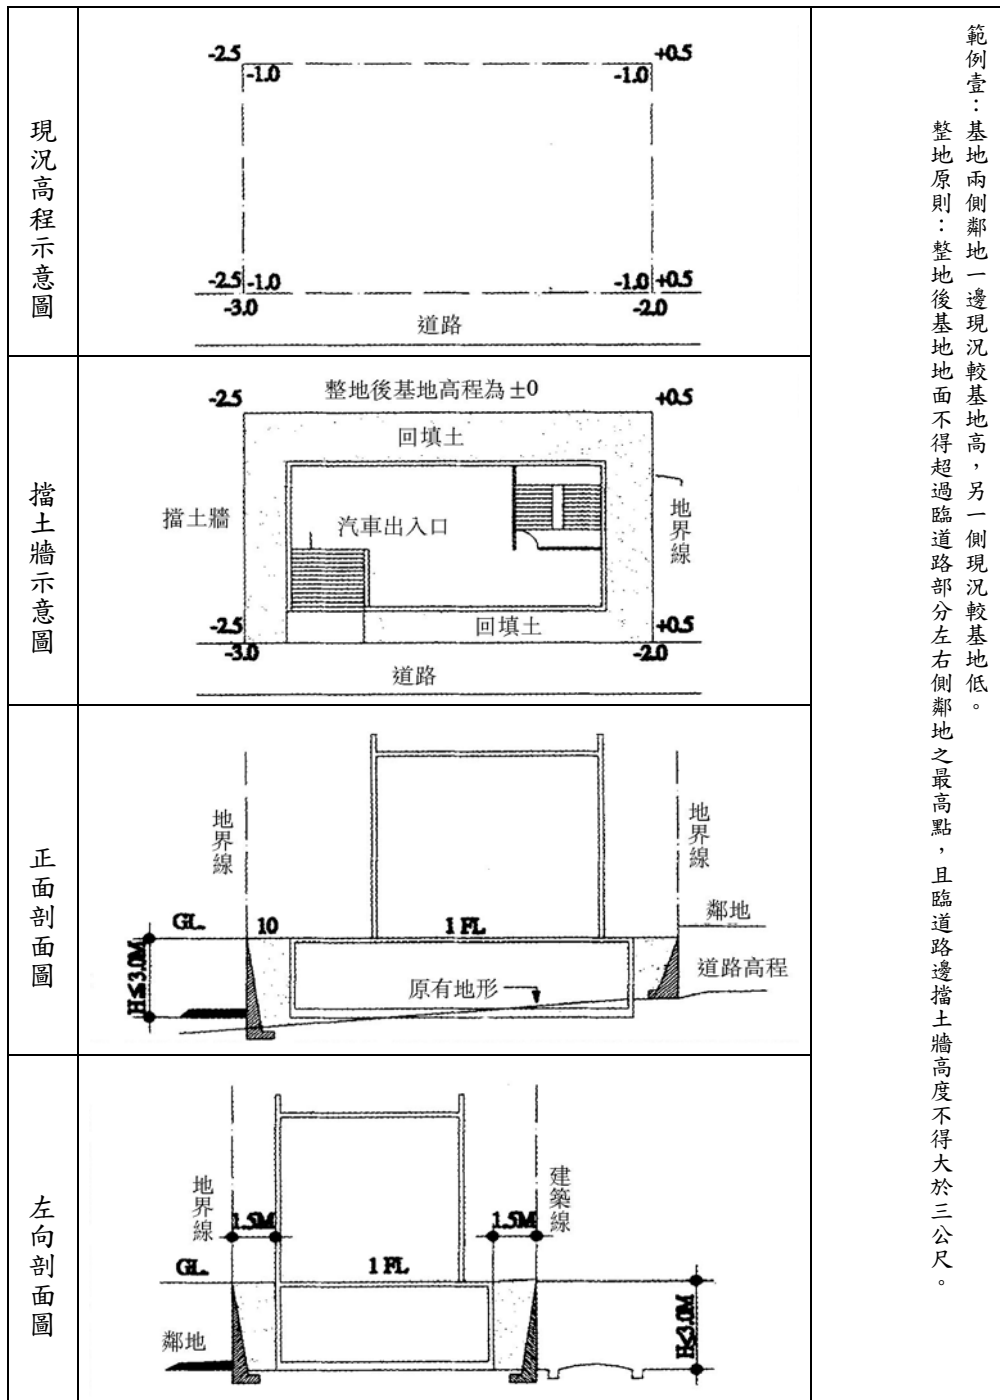 範例壹：基地兩側鄰地一邊現況較基地高，另一側現況較基地低。
整地原則：整地後基地地面不得超過臨道路部分左右側鄰地之最高點，且臨道路邊擋土牆高度不得大於三公尺。
現況高程示意圖
-2.5
+0.5
-1.0
-1.0
-2.5
-1.0
-1.0
+0.5
-3.0
-2.0
道路
擋土牆示意圖
整地後基地高程為±0
-2.5
+0.5
回填土
擋土牆
汽車出入口
地界線
-2.5
回填土
+0.5
-3.0
-2.0
道路
正面剖面圖
地界線
地界線
鄰地
GL.
10
1 FL
H≤3.0M
原有地形
道路高程
左向剖面圖
地界線
建築線
1.5M
1.5M
GL.
1 FL
鄰地
H≤3.0M